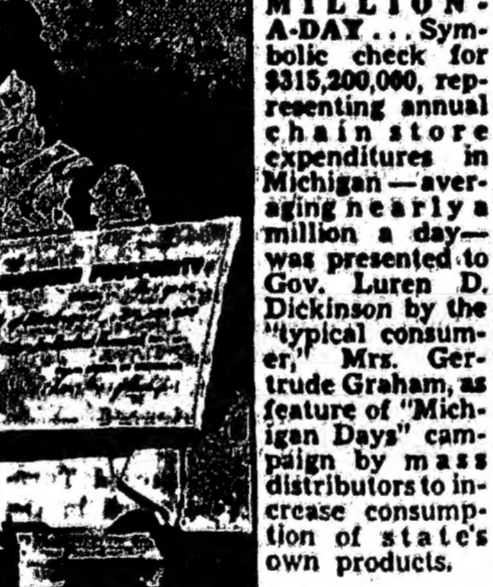 MILLION-
A-DAY . . . Sym-
bolic check for
$315,200,000, rep-
resenting annual
chain store
expenditures in
Michigan — aver-
aging nearly a
million a day—
was presented to
Gov. Luren D.
Dickinson by the
"typical consum-
er," Mrs. Ger-
trude Graham, as
feature of "Mich-
igan Days" cam-
paign by mass
distributors to in-
crease consump-
tion of state's
own products.